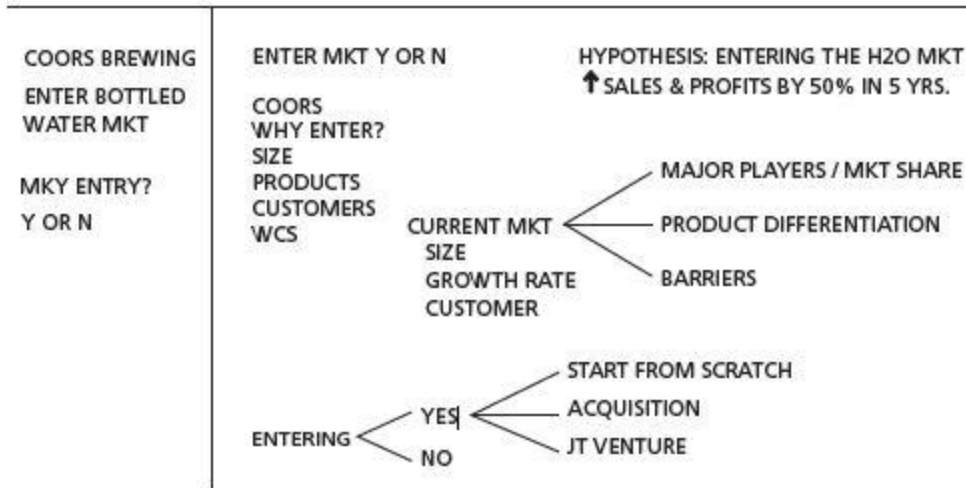 COORS BREWING
ENTER BOTTLED
WATER MKT
MKY ENTRY?
Y OR N
ENTER MKT Y OR N
COORS
WHY ENTER?
SIZE
PRODUCTS
CUSTOMERS
WCS
HYPOTHESIS: ENTERING THE H2O MKT
↑ SALES & PROFITS BY 50% IN 5 YRS.
CURRENT MKT
SIZE
GROWTH RATE
CUSTOMER
MAJOR PLAYERS / MKT SHARE
PRODUCT DIFFERENTIATION
BARRIERS
ENTERING
YES
NO
START FROM SCRATCH
ACQUISITION
JT VENTURE